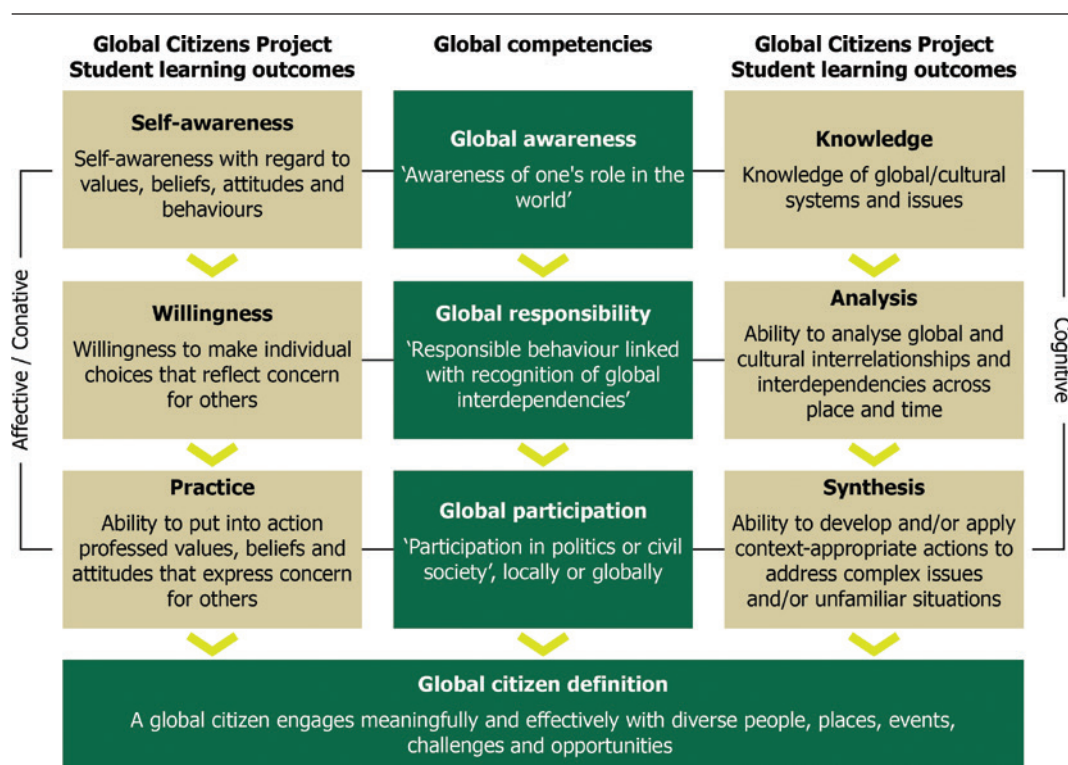 Global Citizens Project
Student learning outcomes
Global competencies
Global Citizens Project
Student learning outcomes
Self-awareness
Self-awareness with regard to
values, beliefs, attitudes and
behaviours
Global awareness
‘Awareness of one's role in the
world’
Knowledge
Knowledge of global/cultural
systems and issues
Affective / Conative
Willingness
Willingness to make individual
choices that reflect concern
for others
Global responsibility
‘Responsible behaviour linked
with recognition of global
interdependencies’
Analysis
Ability to analyse global and
cultural interrelationships and
interdependencies across
place and time
Cognitive
Practice
Ability to put into action
professed values, beliefs and
attitudes that express concern
for others
Global participation
‘Participation in politics or civil
society’, locally or globally
Synthesis
Ability to develop and/or apply
context-appropriate actions to
address complex issues
and/or unfamiliar situations
Global citizen definition
A global citizen engages meaningfully and effectively with diverse people, places, events,
challenges and opportunities